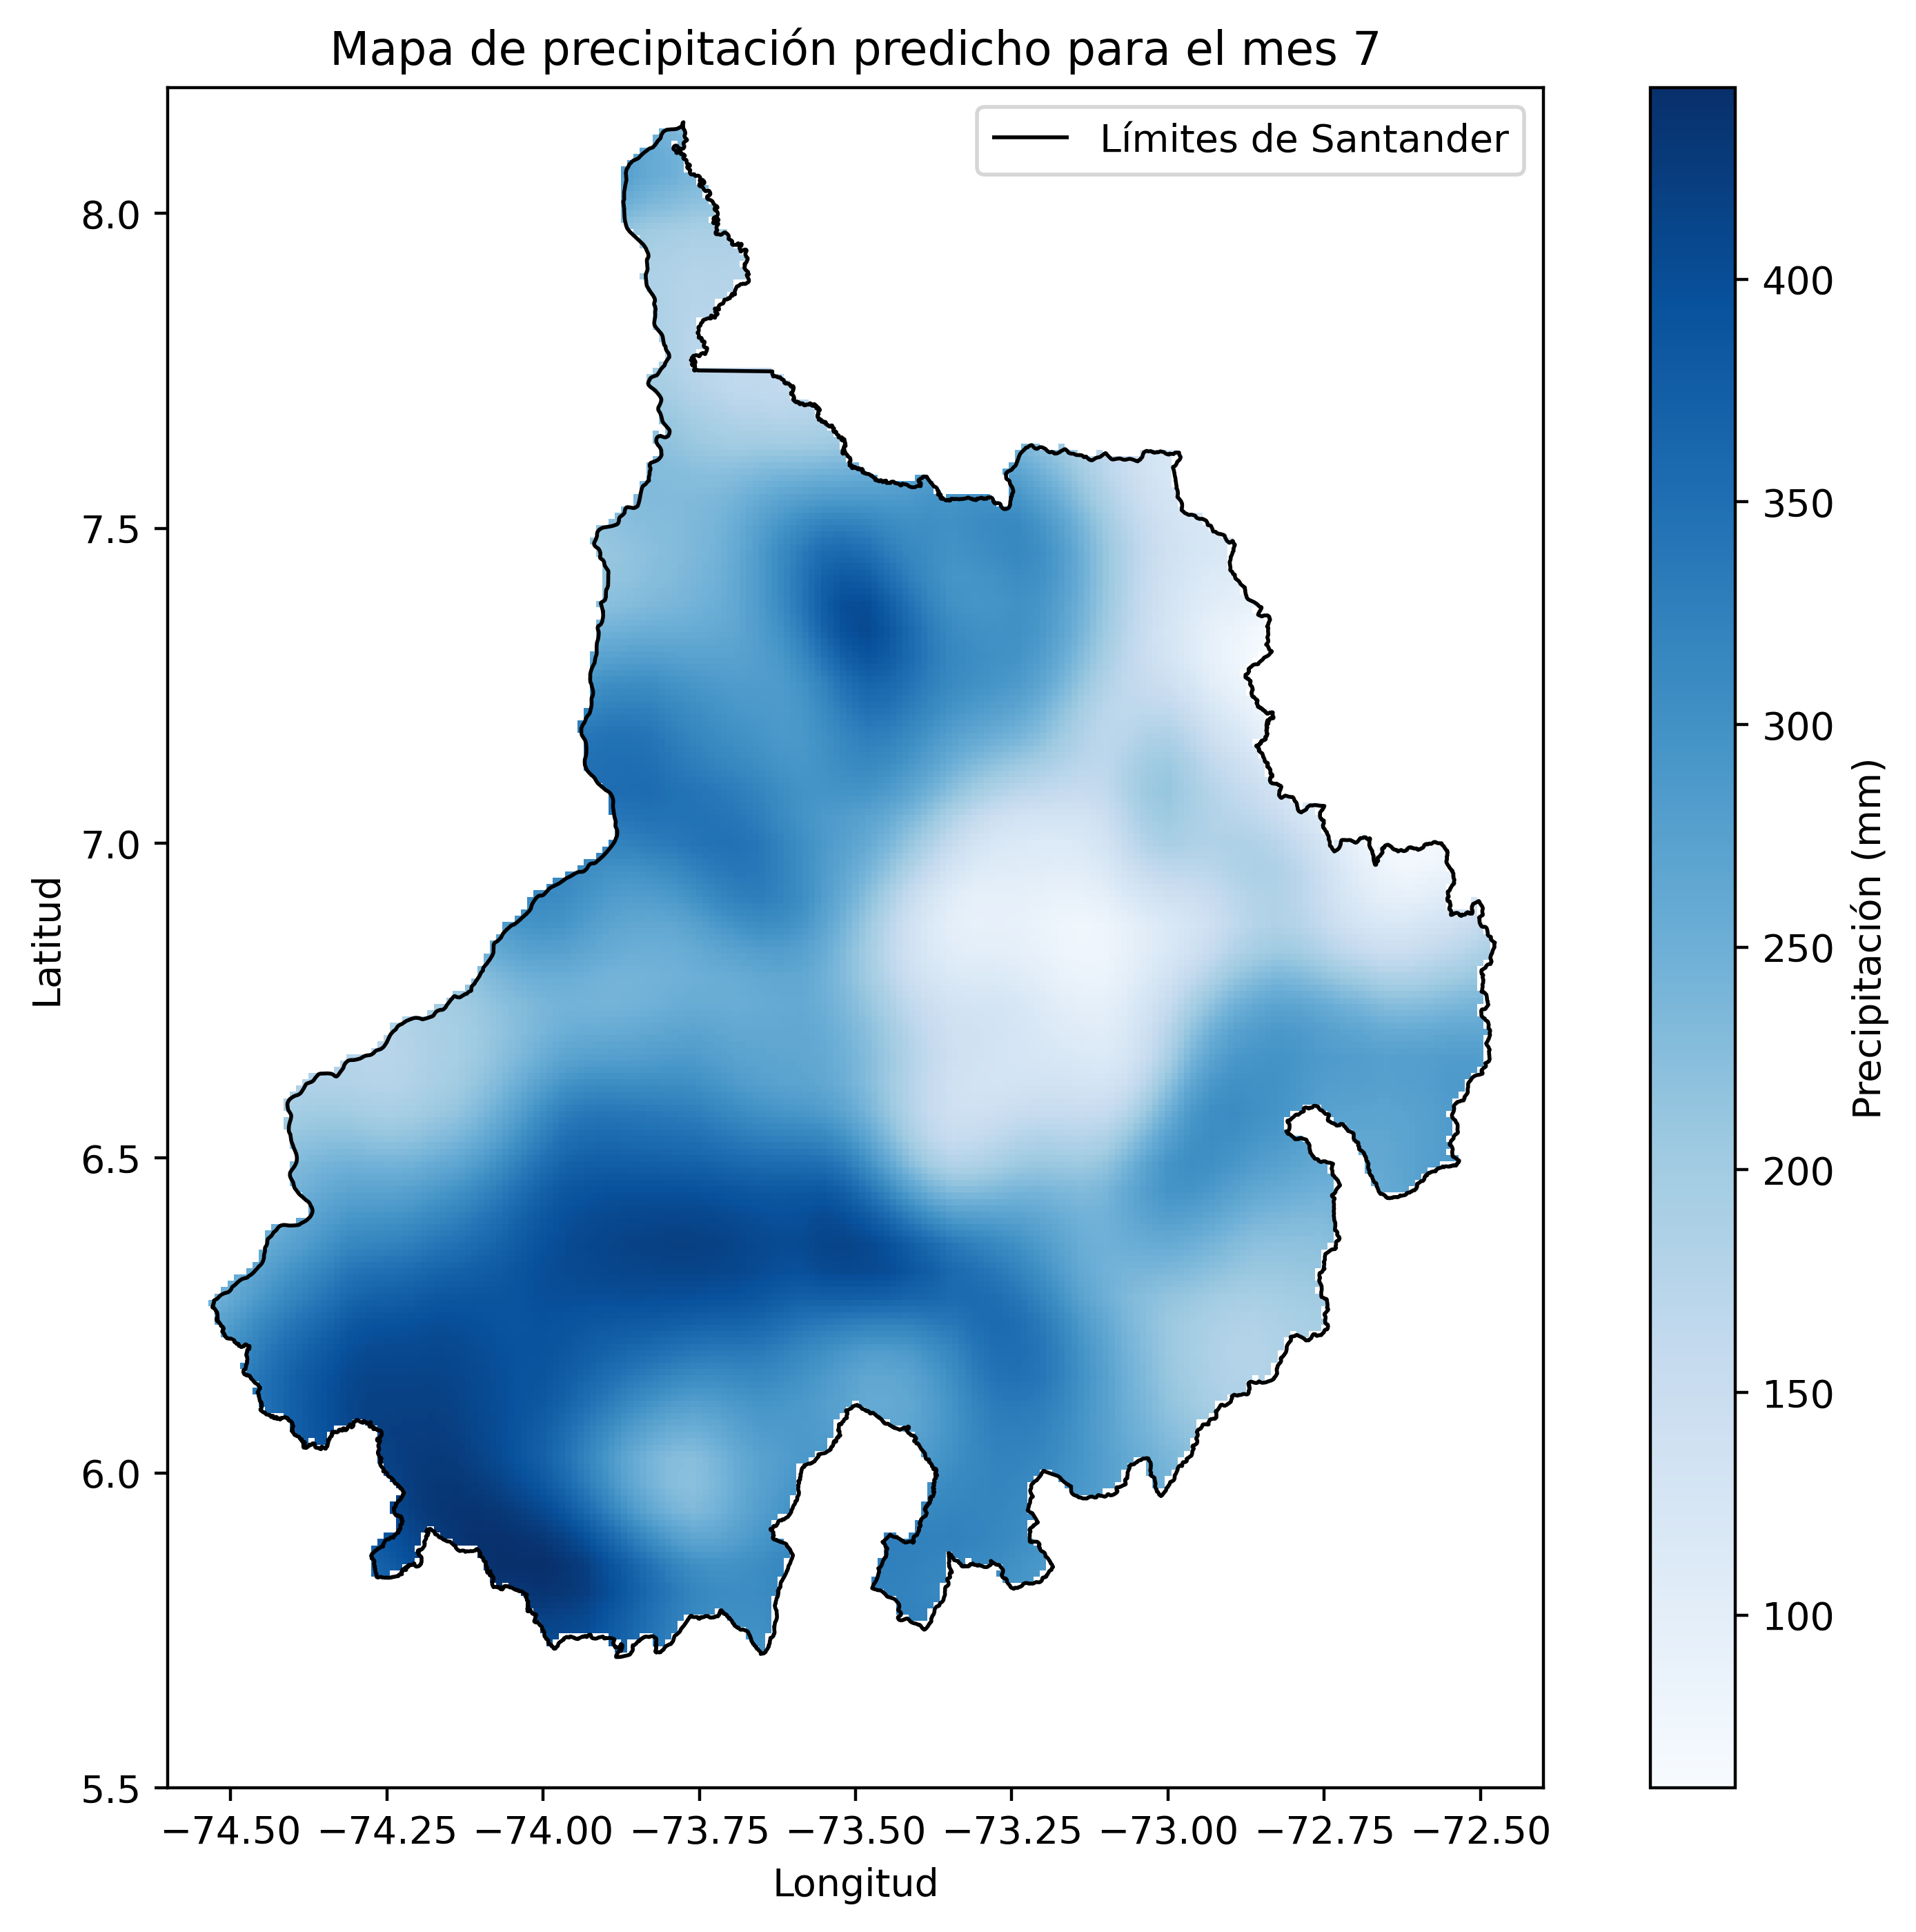 Mapa de precipitación predicho para el mes 7
Límites de Santander
8.0
7.5
7.0
6.5
6.0
5.5
Latitud
−74.50 −74.25 −74.00 −73.75 −73.50 −73.25 −73.00 −72.75 −72.50
Longitud
400
350
300
250
200
150
100
Precipitación (mm)